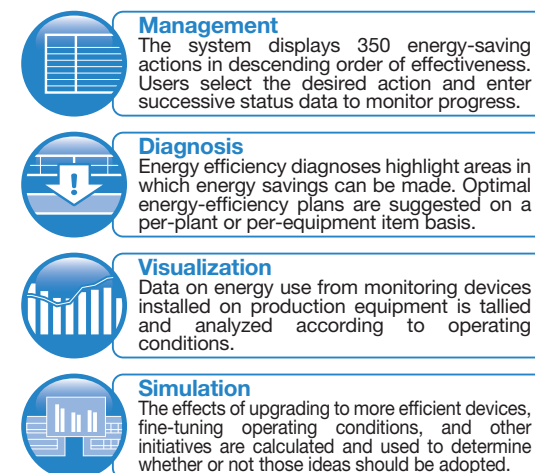 Management
The system displays 350 energy-saving
actions in descending order of effectiveness.
Users select the desired action and enter
successive status data to monitor progress.
Diagnosis
Energy efficiency diagnoses highlight areas in
which energy savings can be made. Optimal
energy-efficiency plans are suggested on a
per-plant or per-equipment item basis.
Visualization
Data on energy use from monitoring devices
installed on production equipment is tallied
and analyzed according to operating
conditions.
Simulation
The effects of upgrading to more efficient devices,
fine-tuning operating conditions, and other
initiatives are calculated and used to determine
whether or not those ideas should be adopted.